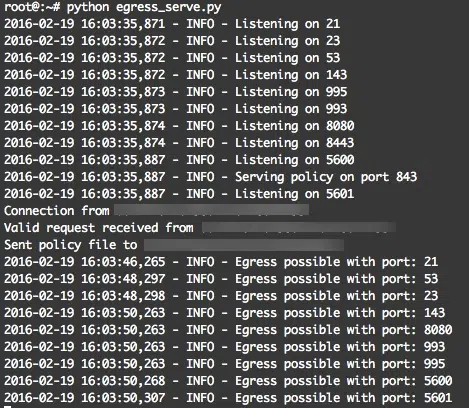 root@:~# python egress_serve.py
2016-02-19 16:03:35,871 - INFO - Listening on 21
2016-02-19 16:03:35,872 - INFO - Listening on 23
2016-02-19 16:03:35,872 - INFO - Listening on 53
2016-02-19 16:03:35,872 - INFO - Listening on 143
2016-02-19 16:03:35,873 - INFO - Listening on 995
2016-02-19 16:03:35,873 - INFO - Listening on 993
2016-02-19 16:03:35,874 - INFO - Listening on 8080
2016-02-19 16:03:35,874 - INFO - Listening on 8443
2016-02-19 16:03:35,887 - INFO - Listening on 5600
2016-02-19 16:03:35,887 - INFO - Serving policy on port 843
2016-02-19 16:03:35,887 - INFO - Listening on 5601
Connection from
Valid request received from
Sent policy file to
2016-02-19 16:03:46,265 - INFO - Egress possible with port: 21
2016-02-19 16:03:48,297 - INFO - Egress possible with port: 53
2016-02-19 16:03:48,298 - INFO - Egress possible with port: 23
2016-02-19 16:03:50,263 - INFO - Egress possible with port: 143
2016-02-19 16:03:50,263 - INFO - Egress possible with port: 8080
2016-02-19 16:03:50,263 - INFO - Egress possible with port: 993
2016-02-19 16:03:50,263 - INFO - Egress possible with port: 995
2016-02-19 16:03:50,268 - INFO - Egress possible with port: 5600
2016-02-19 16:03:50,307 - INFO - Egress possible with port: 5601